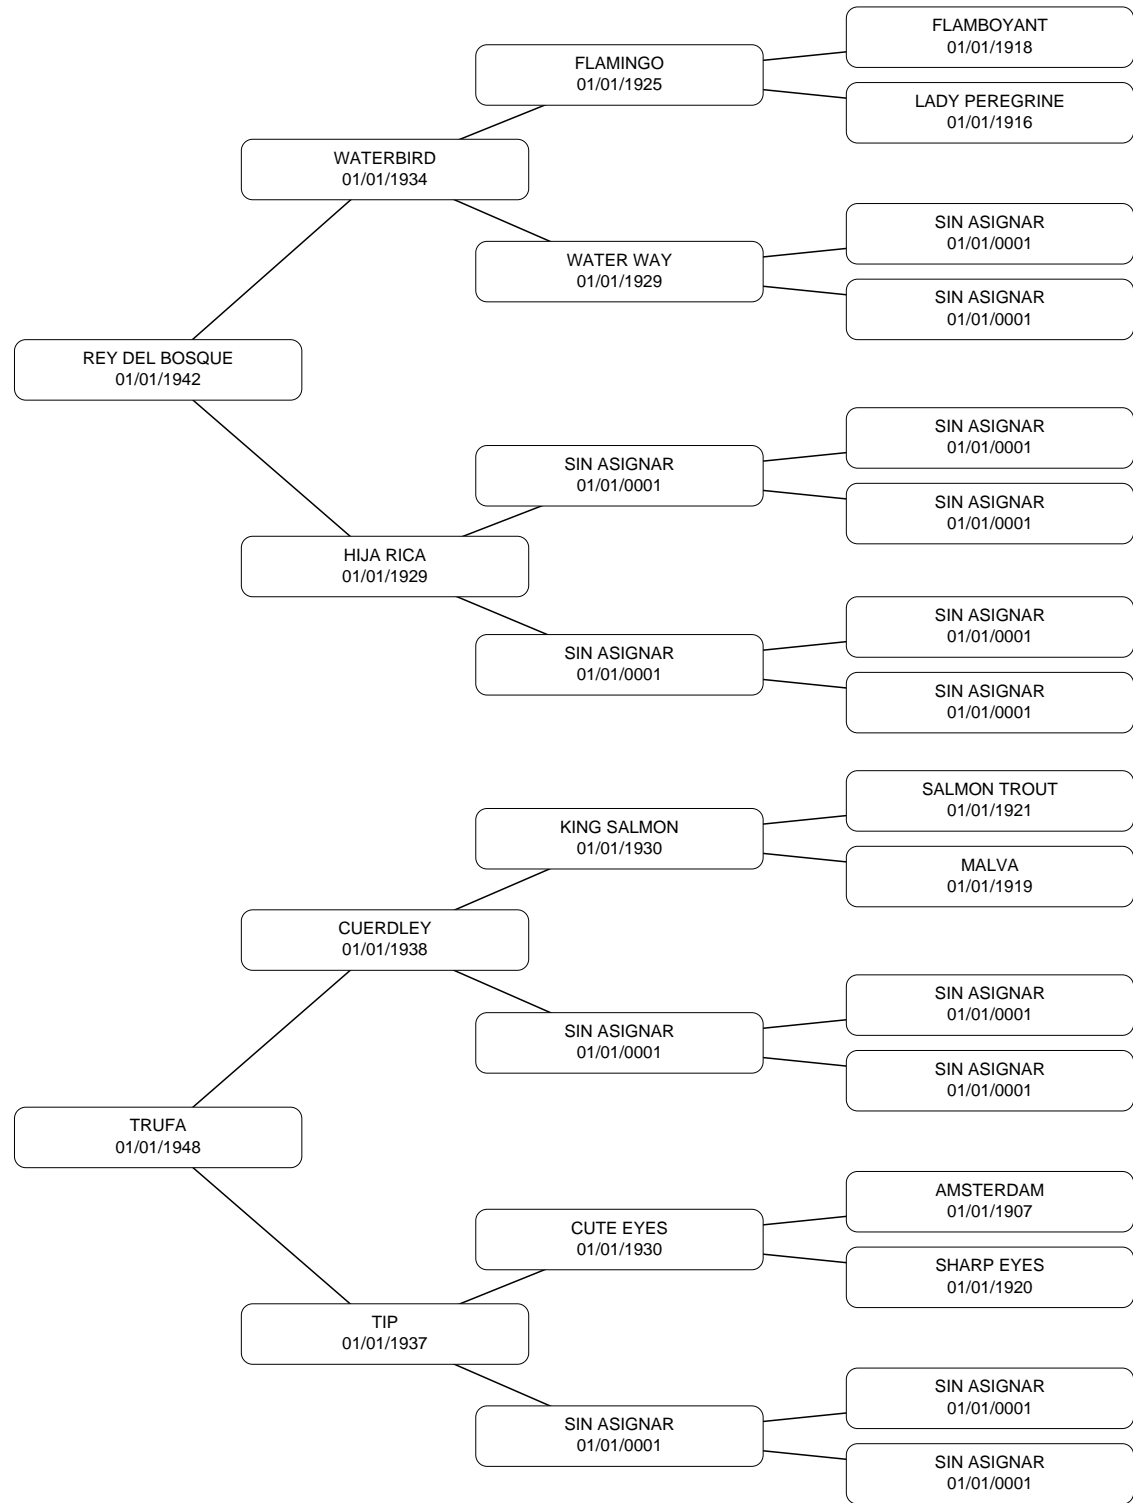 FLAMBOYANT
01/01/1918
FLAMINGO
01/01/1925
LADY PEREGRINE
01/01/1916
WATERBIRD
01/01/1934
SIN ASIGNAR
01/01/0001
WATER WAY
01/01/1929
SIN ASIGNAR
01/01/0001
REY DEL BOSQUE
01/01/1942
SIN ASIGNAR
01/01/0001
SIN ASIGNAR
01/01/0001
SIN ASIGNAR
01/01/0001
HIJA RICA
01/01/1929
SIN ASIGNAR
01/01/0001
SIN ASIGNAR
01/01/0001
SIN ASIGNAR
01/01/0001
SALMON TROUT
01/01/1921
KING SALMON
01/01/1930
MALVA
01/01/1919
CUERDLEY
01/01/1938
SIN ASIGNAR
01/01/0001
SIN ASIGNAR
01/01/0001
SIN ASIGNAR
01/01/0001
TRUFA
01/01/1948
AMSTERDAM
01/01/1907
CUTE EYES
01/01/1930
SHARP EYES
01/01/1920
TIP
01/01/1937
SIN ASIGNAR
01/01/0001
SIN ASIGNAR
01/01/0001
SIN ASIGNAR
01/01/0001